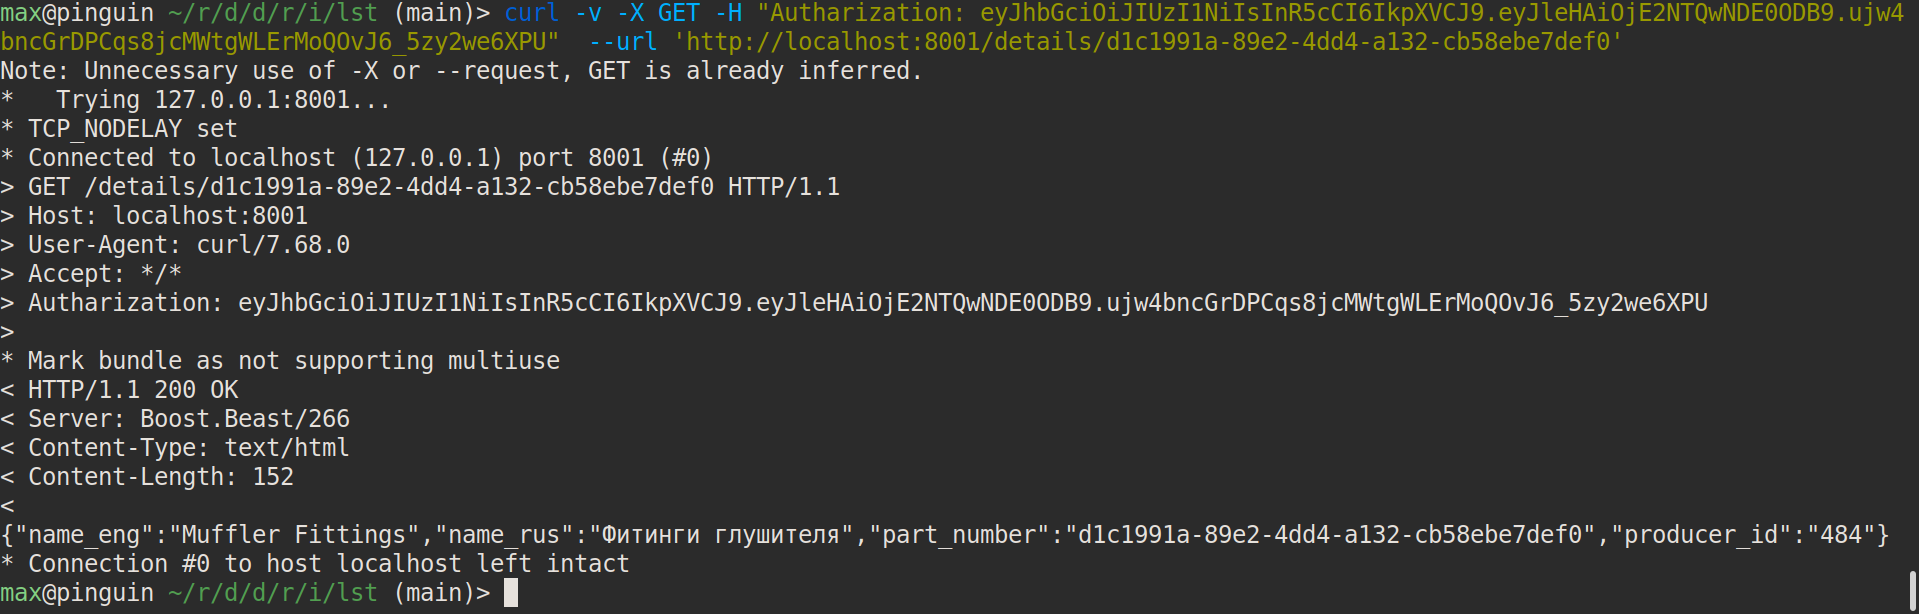 max@pinguin ~/r/d/d/r/i/lst (main)> curl -v -X GET -H "Autharization: eyJhbGciOiJIUzI1NiIsInR5cCI6IkpXVCJ9.eyJleHAiOjE2NTQwNDE0ODB9.ujw4
bncGrDPCqs8jcMWtgWLErMoQOvJ6_5zy2we6XPU"  --url 'http://localhost:8001/details/d1c1991a-89e2-4dd4-a132-cb58ebe7def0'
Note: Unnecessary use of -X or --request, GET is already inferred.
*   Trying 127.0.0.1:8001...
* TCP_NODELAY set
* Connected to localhost (127.0.0.1) port 8001 (#0)
> GET /details/d1c1991a-89e2-4dd4-a132-cb58ebe7def0 HTTP/1.1
> Host: localhost:8001
> User-Agent: curl/7.68.0
> Accept: */*
> Autharization: eyJhbGciOiJIUzI1NiIsInR5cCI6IkpXVCJ9.eyJleHAiOjE2NTQwNDE0ODB9.ujw4bncGrDPCqs8jcMWtgWLErMoQOvJ6_5zy2we6XPU
>
* Mark bundle as not supporting multiuse
< HTTP/1.1 200 OK
< Server: Boost.Beast/266
< Content-Type: text/html
< Content-Length: 152
<
{"name_eng":"Muffler Fittings","name_rus":"Фитинги глушителя","part_number":"d1c1991a-89e2-4dd4-a132-cb58ebe7def0","producer_id":"484"}
* Connection #0 to host localhost left intact
max@pinguin ~/r/d/d/r/i/lst (main)>